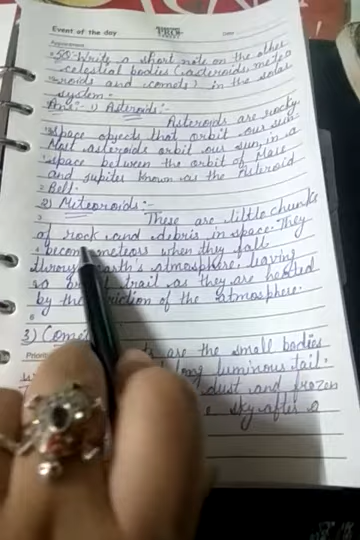 Event of the day
Date
Appointment
Write a short note on the other
celestial bodies (asteroids, meteo
roids and comets) in the solar
system.
Ans:- 1) Asteroids:-
Asteroids are rocky
space objects that orbit our sun.
Most asteroids orbit our sun, in a
space between the orbit of Mars
and Jupiter known as the asteroid
Belt.
2) Meteoroids:-
These are little chunks
of rock and debris in space. They
become meteors when they fall
through earth's atmosphere, leaving
a trail as they are heated
by the friction of the atmosphere.
3)
Priority
are the small bodies
long luminous tail.
dust and frozen
sky after a